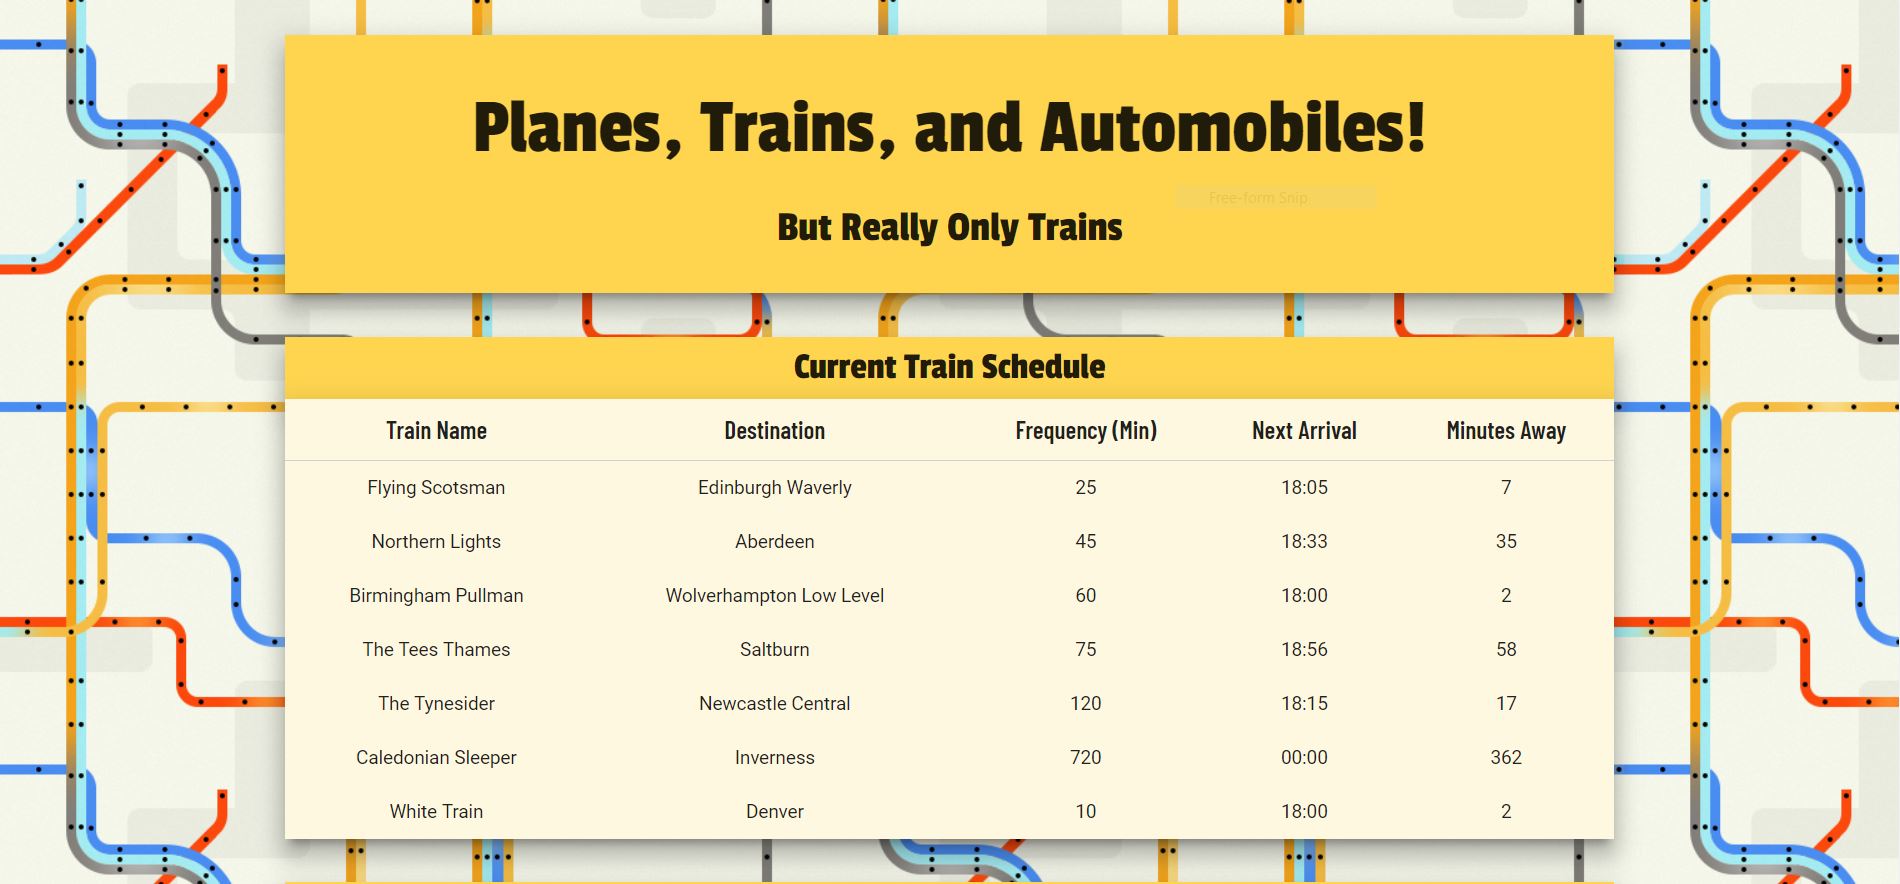 Planes, Trains, and Automobiles!
Free-form Snip
But Really Only Trains
Current Train Schedule
Train Name Destination Frequency (Min) Next Arrival Minutes Away
Flying Scotsman Edinburgh Waverly 25 18:05 7
Northern Lights Aberdeen 45 18:33 35
Birmingham Pullman Wolverhampton Low Level 60 18:00 2
The Tees Thames Saltburn 75 18:56 58
The Tynesider Newcastle Central 120 18:15 17
Caledonian Sleeper Inverness 720 00:00 362
White Train Denver 10 18:00 2